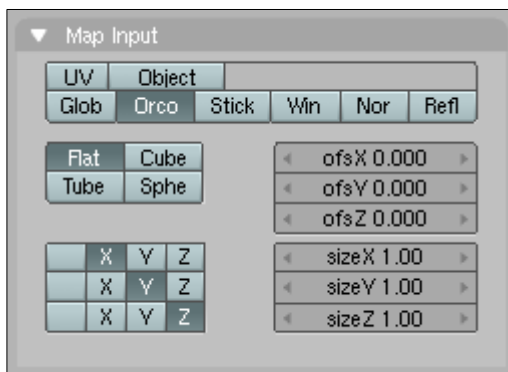 Map Input
UV Object
Glob Orco Stick Win Nor Refl
Flat Cube
Tube Sphe
ofsX 0.000
ofsY 0.000
ofsZ 0.000
X Y Z
X Y Z
X Y Z
sizeX 1.00
sizeY 1.00
sizeZ 1.00